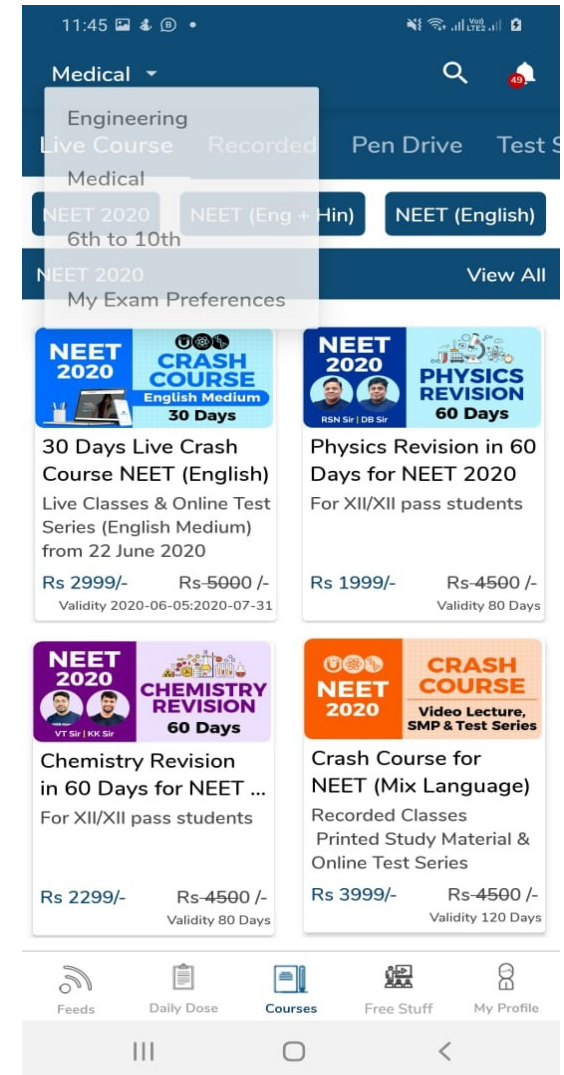 11:45
Medical
49
Engineering
Medical
6th to 10th
My Exam Preferences
Live Course Recorded Pen Drive Test S
NEET 2020 NEET (Eng + Hin) NEET (English)
NEET 2020 View All
NEET
2020
CRASH
COURSE
English Medium
30 Days
30 Days Live Crash
Course NEET (English)
Live Classes & Online Test
Series (English Medium)
from 22 June 2020
Rs 2999/- Rs 5000 /-
Validity 2020-06-05:2020-07-31
NEET
2020
RSN Sir | DB Sir
PHYSICS
REVISION
60 Days
Physics Revision in 60
Days for NEET 2020
For XII/XII pass students
Rs 1999/- Rs 4500 /-
Validity 80 Days
NEET
2020
VT Sir | KK Sir
CHEMISTRY
REVISION
60 Days
Chemistry Revision
in 60 Days for NEET ...
For XII/XII pass students
Rs 2299/- Rs 4500 /-
Validity 80 Days
NEET
2020
CRASH
COURSE
Video Lecture,
SMP & Test Series
Crash Course for
NEET (Mix Language)
Recorded Classes
Printed Study Material &
Online Test Series
Rs 3999/- Rs 4500 /-
Validity 120 Days
Feeds Daily Dose Courses Free Stuff My Profile